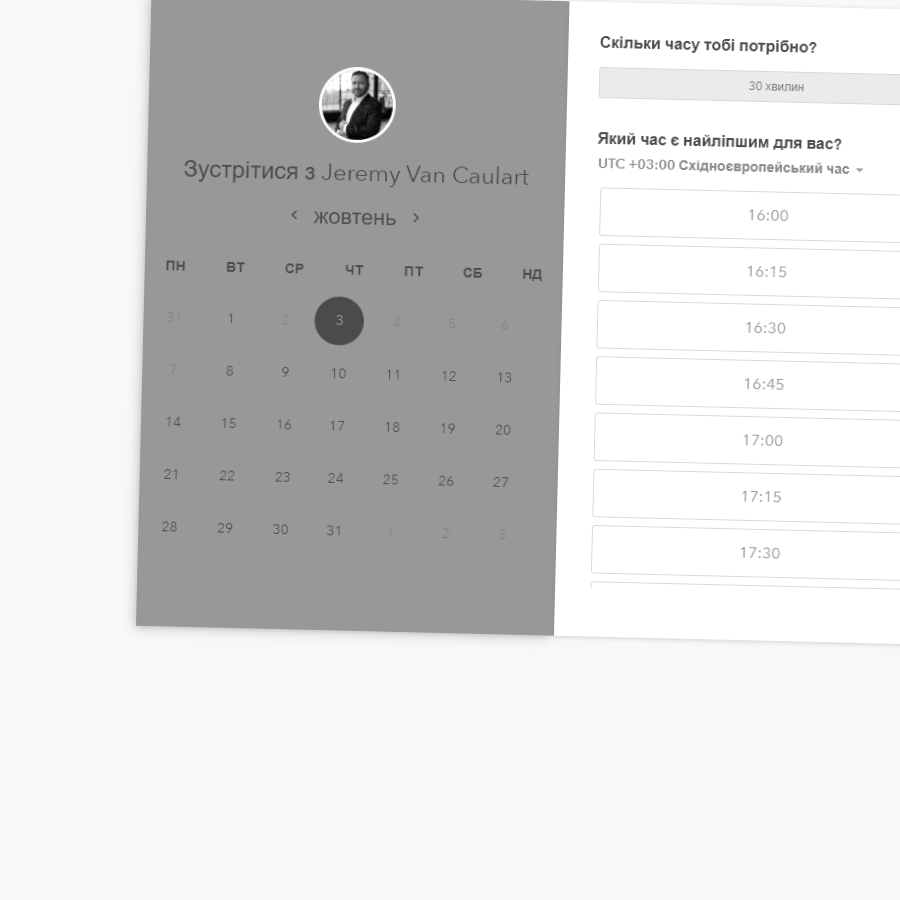 Зустрітися з Jeremy Van Caulart
‹ жовтень ›
ПН ВТ СР ЧТ ПТ СБ НД
31 1 2 3 4 5 6
7 8 9 10 11 12 13
14 15 16 17 18 19 20
21 22 23 24 25 26 27
28 29 30 31 1 2 3
Скільки часу тобі потрібно?
30 хвилин
Який час є найліпшим для вас?
UTC +03:00 Східноєвропейський час
16:00
16:15
16:30
16:45
17:00
17:15
17:30